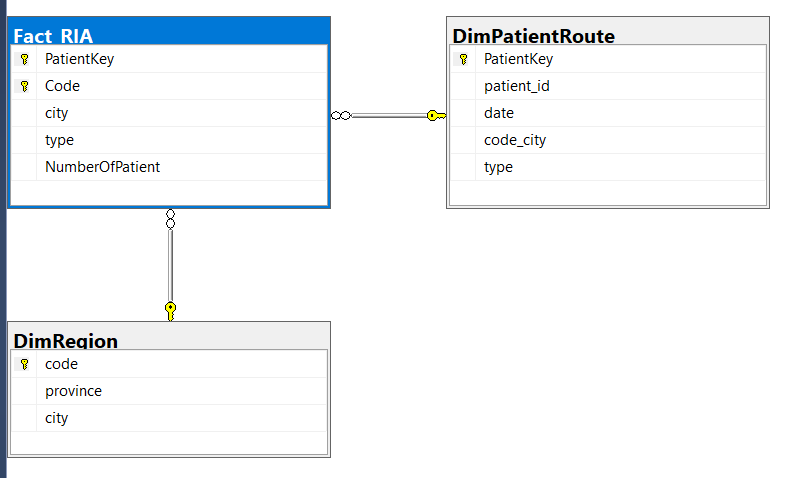 Fact_RIA
PatientKey
Code
city
type
NumberOfPatient
DimPatientRoute
PatientKey
patient_id
date
code_city
type
DimRegion
code
province
city